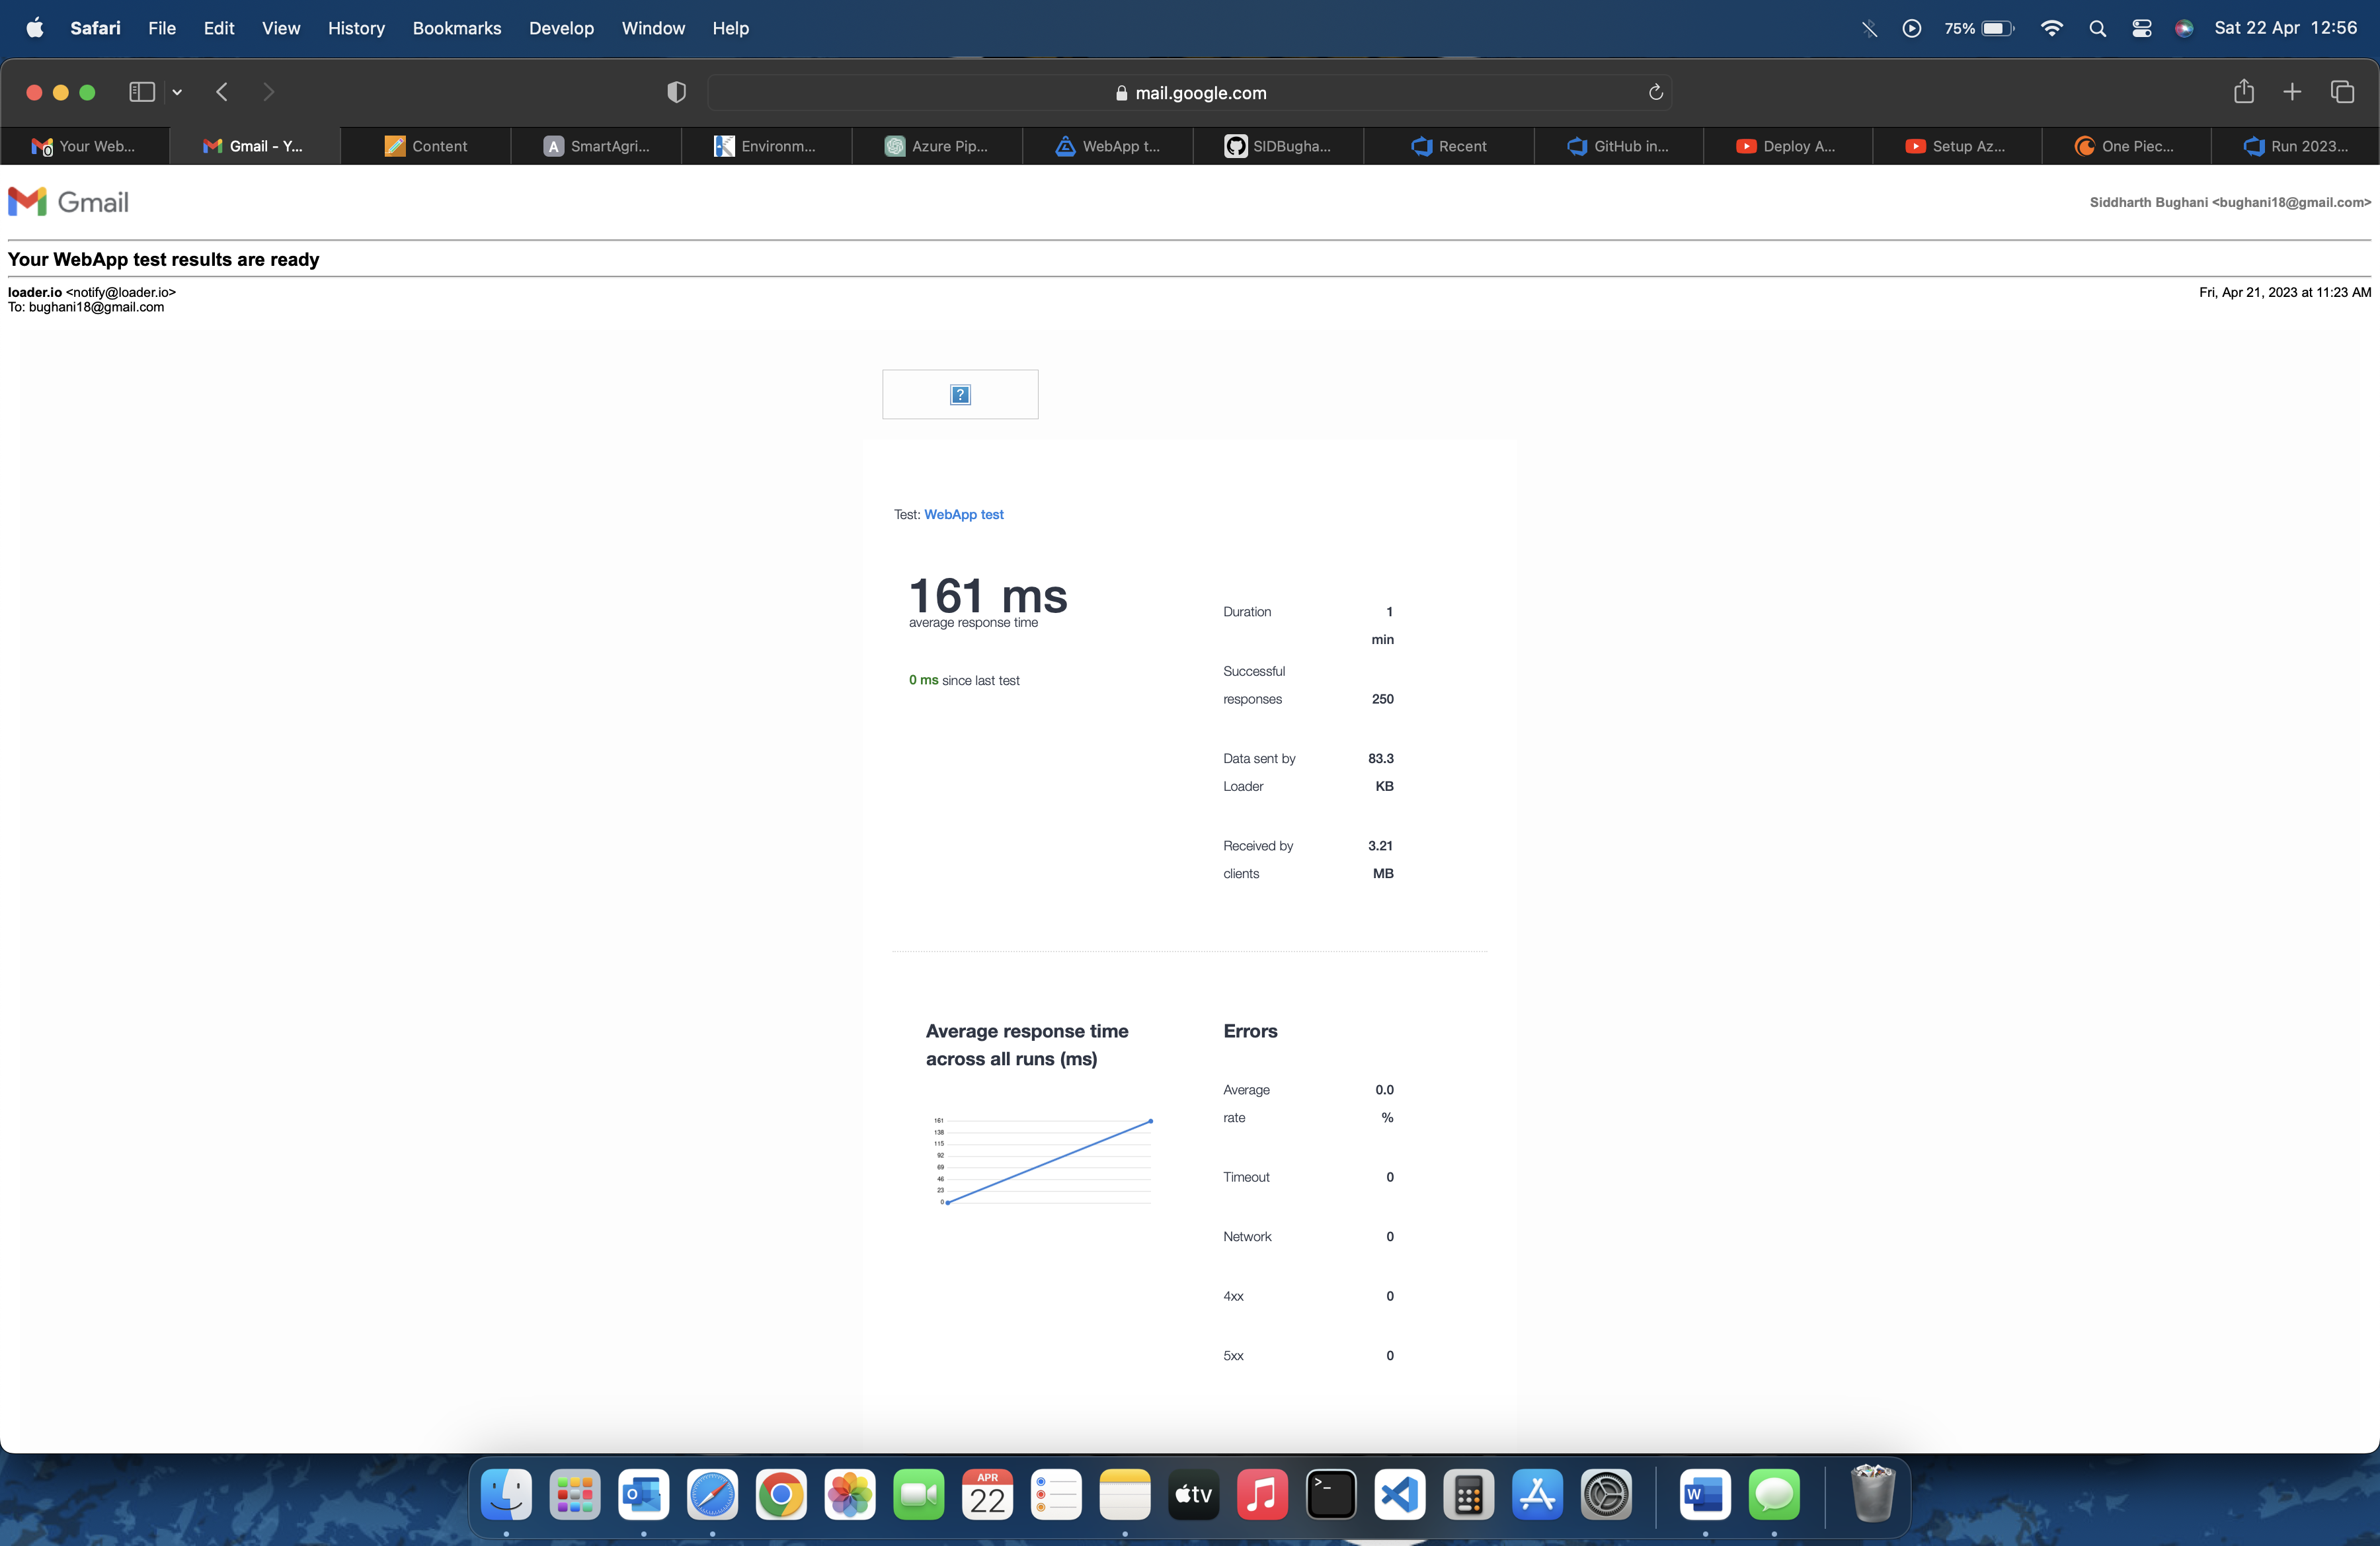 Safari File Edit View History Bookmarks Develop Window Help 75% Sat 22 Apr 12:56
mail.google.com
Your Web... Gmail - Y... Content A SmartAgri... Environm... Azure Pip... WebApp t... SIDBugha... Recent GitHub in... Deploy A... Setup Az... One Piec... Run 2023...
Gmail Siddharth Bughani <bughani18@gmail.com>
Your WebApp test results are ready
loader.io <notify@loader.io> Fri, Apr 21, 2023 at 11:23 AM
To: bughani18@gmail.com
?
Test: WebApp test
161 ms
average response time
0 ms since last test
Duration 1
min
Successful
responses 250
Data sent by 83.3
Loader KB
Received by 3.21
clients MB
Average response time
across all runs (ms)
161
138
115
92
69
46
23
0
Errors
Average 0.0
rate %
Timeout 0
Network 0
4xx 0
5xx 0
APR
22
tv
W